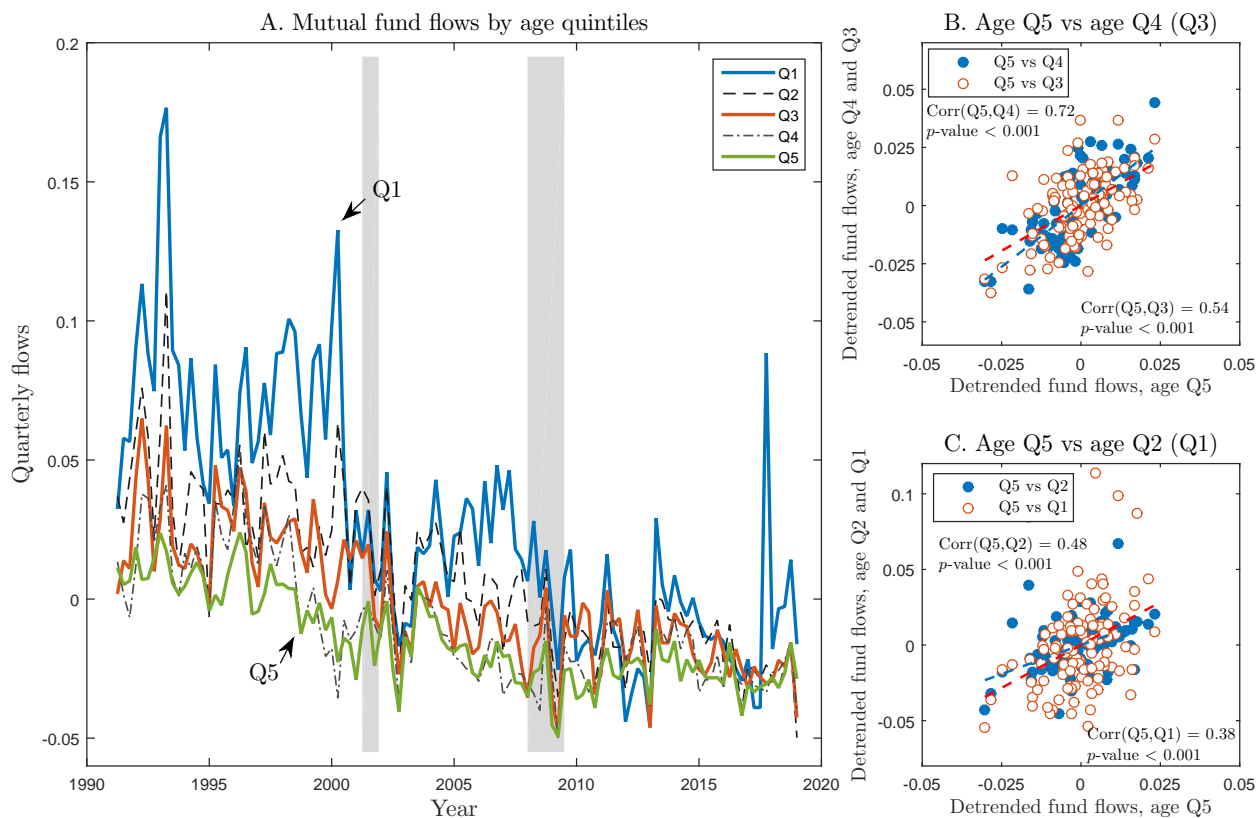 A. Mutual fund flows by age quintiles
0.2
0.15
0.1
0.05
0
-0.05
Quarterly flows
1990 1995 2000 2005 2010 2015 2020
Year
Q1
Q2
Q3
Q4
Q5
Q1
Q5
B. Age Q5 vs age Q4 (Q3)
Q5 vs Q4
Q5 vs Q3
Corr(Q5,Q4) = 0.72
p-value < 0.001
Corr(Q5,Q3) = 0.54
p-value < 0.001
0.05
0.025
0
-0.025
-0.05
Detrended fund flows, age Q4 and Q3
-0.05 -0.025 0 0.025 0.05
Detrended fund flows, age Q5
C. Age Q5 vs age Q2 (Q1)
Q5 vs Q2
Q5 vs Q1
Corr(Q5,Q2) = 0.48
p-value < 0.001
Corr(Q5,Q1) = 0.38
p-value < 0.001
0.1
0.05
0
-0.05
Detrended fund flows, age Q2 and Q1
-0.05 -0.025 0 0.025 0.05
Detrended fund flows, age Q5